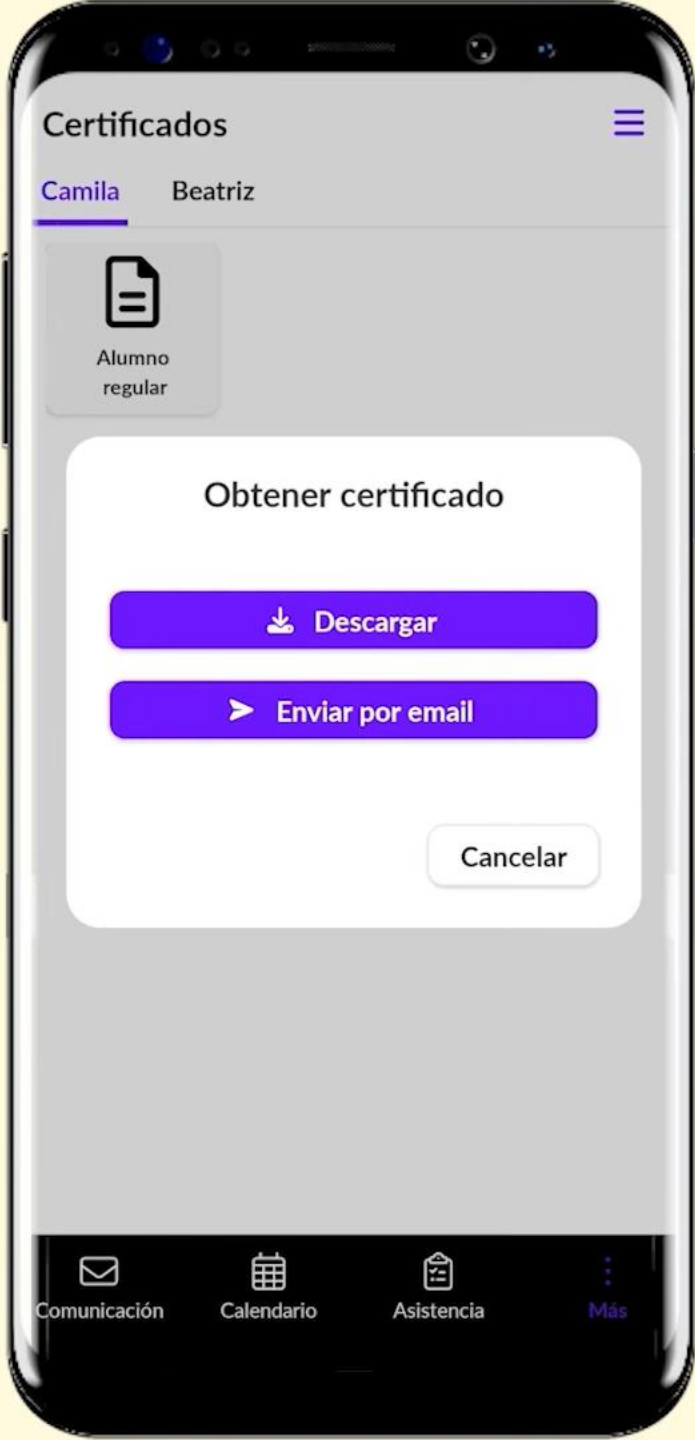 Certificados
Camila Beatriz
Alumno
regular
Obtener certificado
Descargar
Enviar por email
Cancelar
Comunicación Calendario Asistencia Más